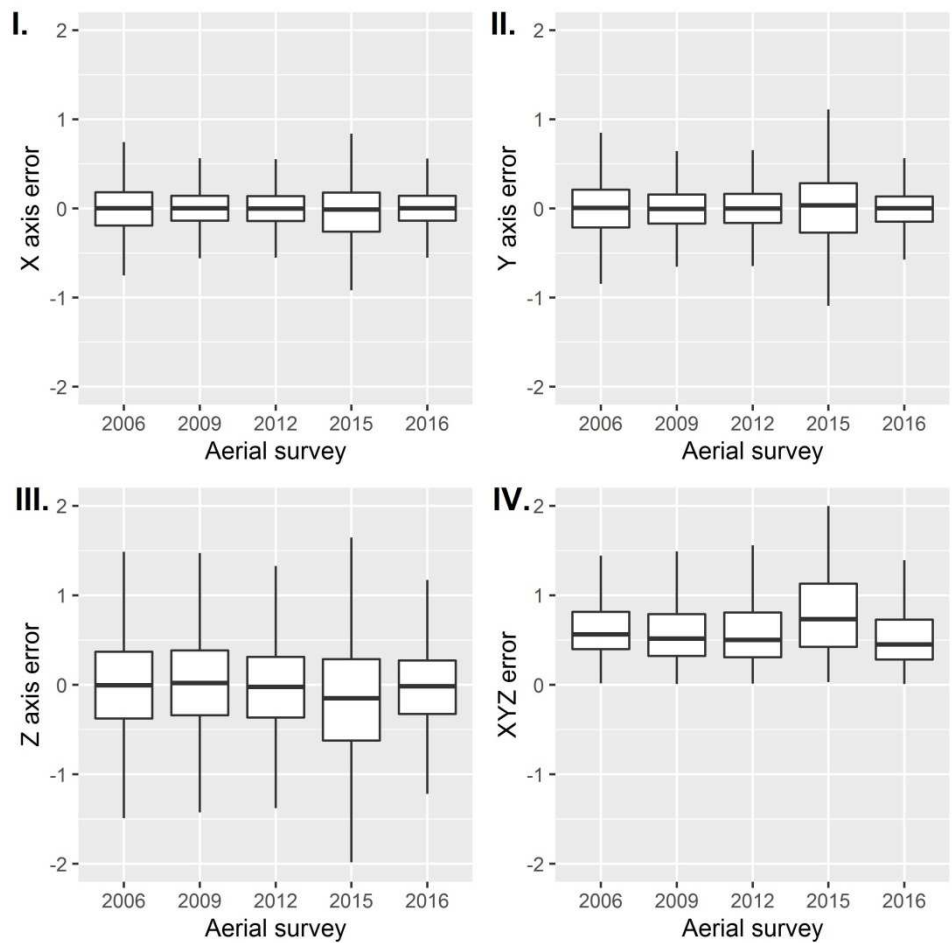 I.
X axis error
2
1
0
-1
-2
2006 2009 2012 2015 2016
Aerial survey
II.
Y axis error
2
1
0
-1
-2
2006 2009 2012 2015 2016
Aerial survey
III.
Z axis error
2
1
0
-1
-2
2006 2009 2012 2015 2016
Aerial survey
IV.
XYZ error
2
1
0
-1
-2
2006 2009 2012 2015 2016
Aerial survey